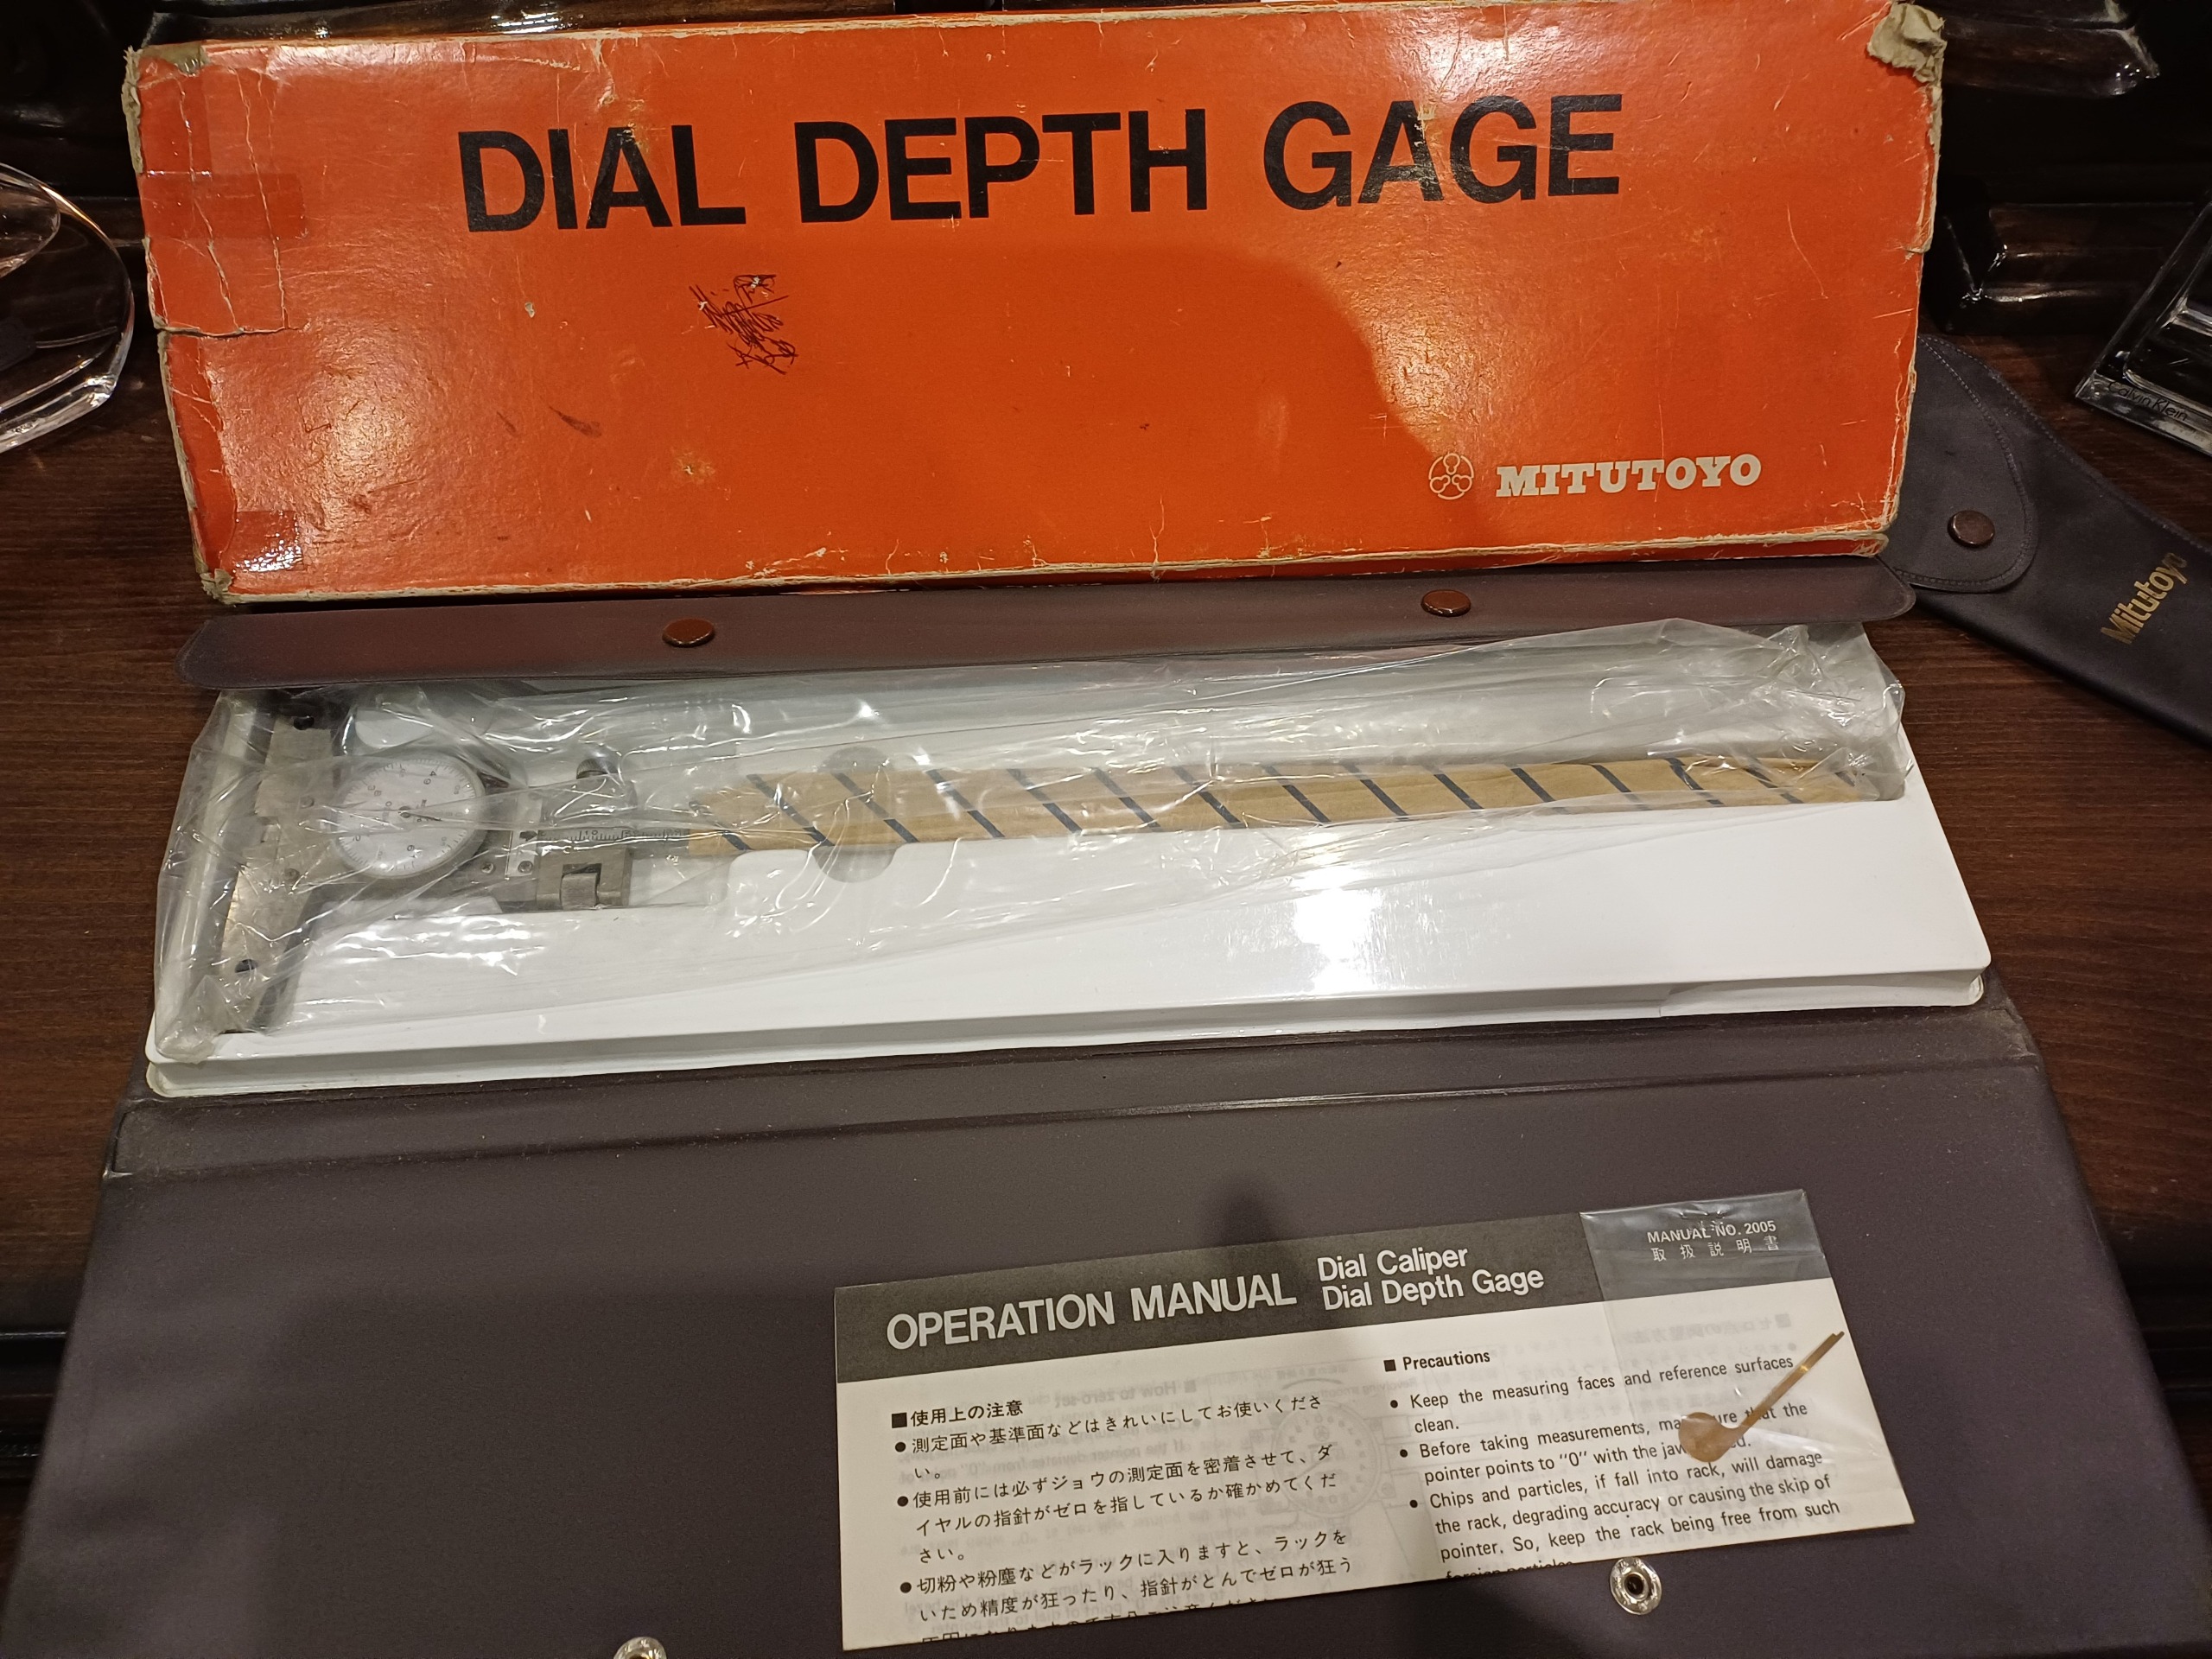 DIAL DEPTH GAGE
MITUTOYO
Calvin Klein
Mitutoyo
OPERATION MANUAL
Dial Caliper
Dial Depth Gage
MANUAL NO. 2005
取扱説明書
■使用上の注意
●測定面や基準面などはきれいにしてお使いくださ
い。
●使用前には必ずジョウの測定面を密着させて、ダ
イヤルの指針がゼロを指しているか確かめてくだ
さい。
●切粉や粉塵などがラックに入りますと、ラックを
いため精度が狂ったり、指針がとんでゼロが狂う
■ Precautions
● Keep the measuring faces and reference surfaces
clean.
● Before taking measurements, that the
pointer points to "0" with the
● Chips and particles, if fall into rack, will damage
the rack, degrading accuracy or causing the skip of
pointer. So, keep the rack being free from such